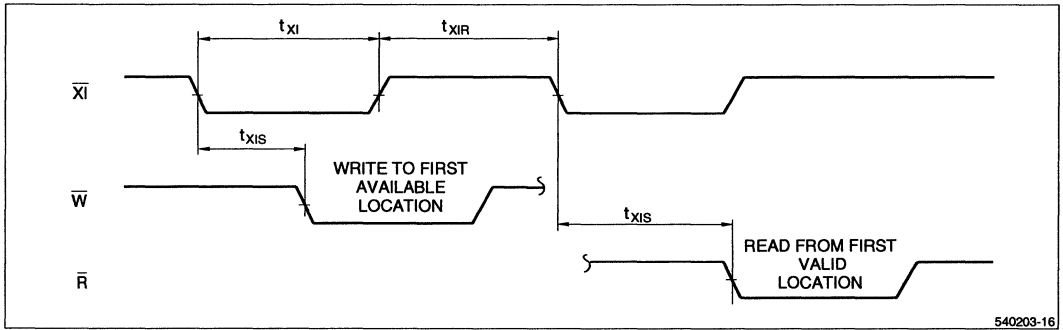 tXI
tXIR
XI
tXIS
WRITE TO FIRST
AVAILABLE
LOCATION
W
tXIS
READ FROM FIRST
VALID
LOCATION
R
540203-16